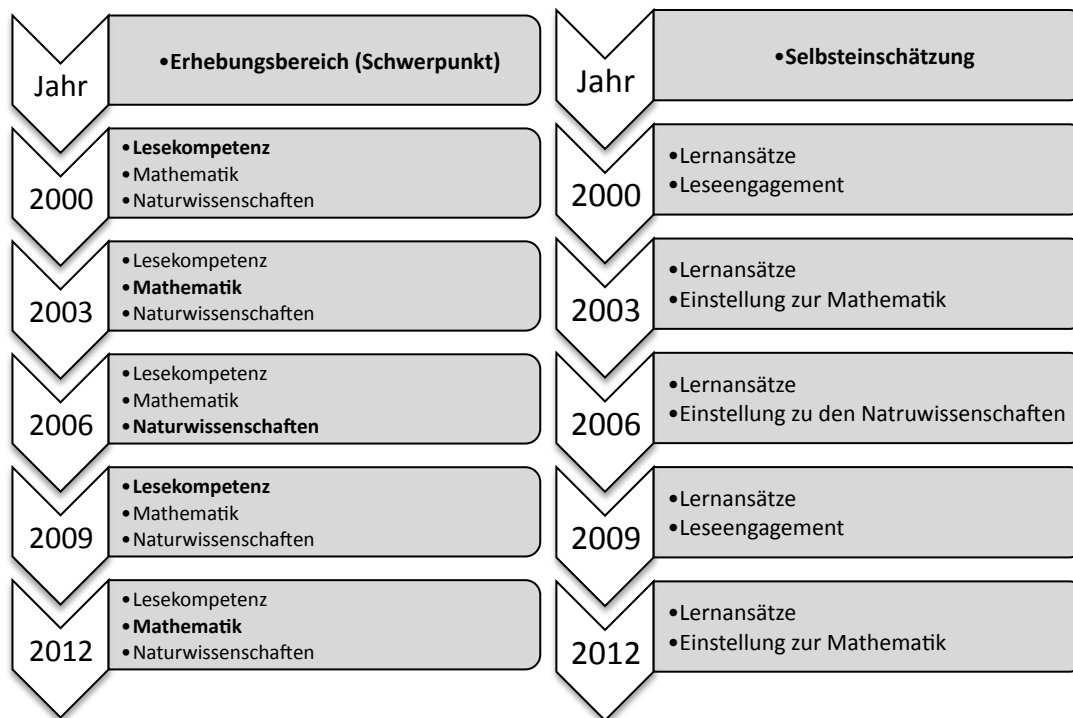 Jahr
•Erhebungsbereich (Schwerpunkt)
2000
•Lesekompetenz
•Mathematik
•Naturwissenschaften
2003
•Lesekompetenz
•Mathematik
•Naturwissenschaften
2006
•Lesekompetenz
•Mathematik
•Naturwissenschaften
2009
•Lesekompetenz
•Mathematik
•Naturwissenschaften
2012
•Lesekompetenz
•Mathematik
•Naturwissenschaften
Jahr
•Selbsteinschätzung
2000
•Lernansätze
•Leseengagement
2003
•Lernansätze
•Einstellung zur Mathematik
2006
•Lernansätze
•Einstellung zu den Natruwissenschaften
2009
•Lernansätze
•Leseengagement
2012
•Lernansätze
•Einstellung zur Mathematik